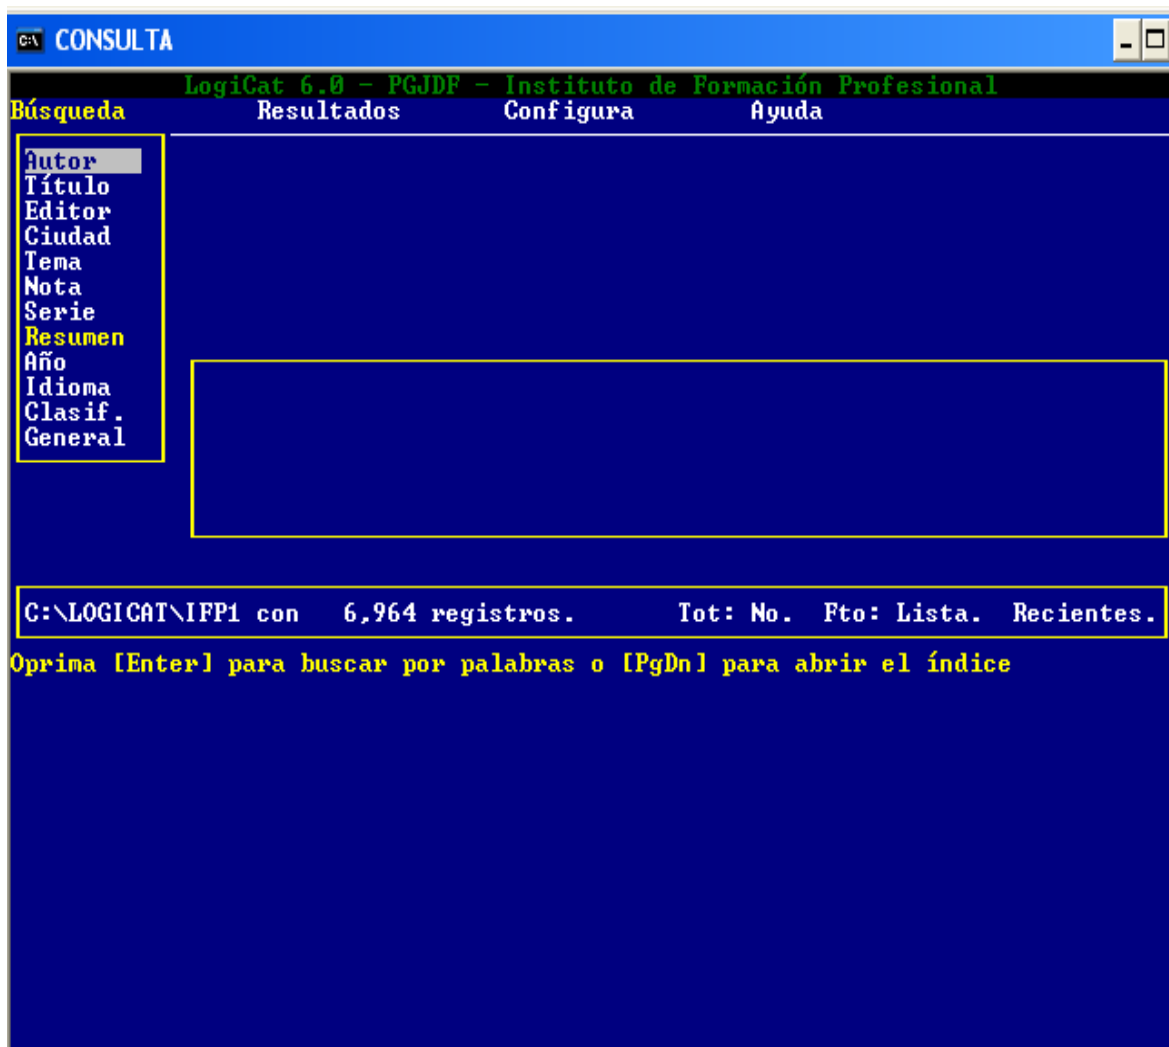 CONSULTA
LogiCat 6.0 - PGJDF - Instituto de Formación Profesional
Búsqueda Resultados Configura Ayuda
Autor
Título
Editor
Ciudad
Tema
Nota
Serie
Resumen
Año
Idioma
Clasif.
General
C:\LOGICAT\IFP1 con 6,964 registros. Tot: No. Fto: Lista. Recientes.
Oprima [Enter] para buscar por palabras o [PgDn] para abrir el índice